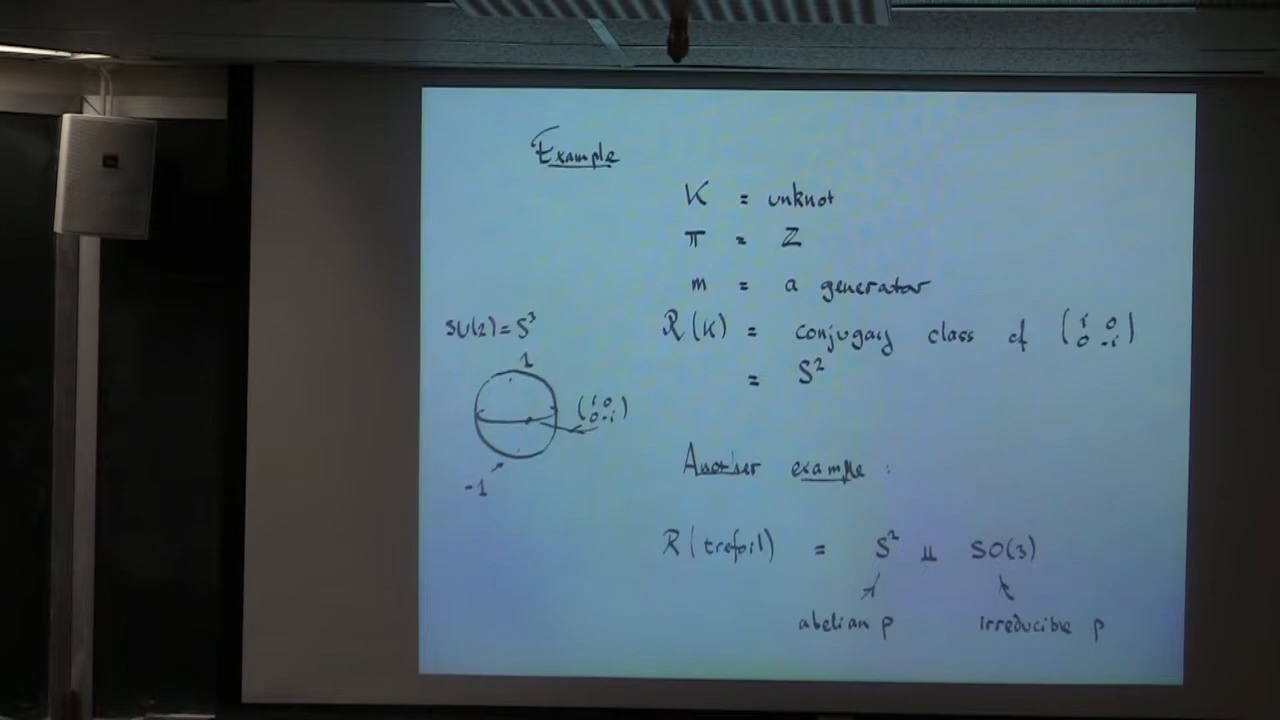 Example
K = unknot
π = Z
m = a generator
SU(2) = S³
R(K) = conjugacy class of (i 0
0 -i)
= S²
1
(i 0
0 -i)
-1
Another example :
R(trefoil) = S² ⊔ SO(3)
abelian ρ irreducible ρ